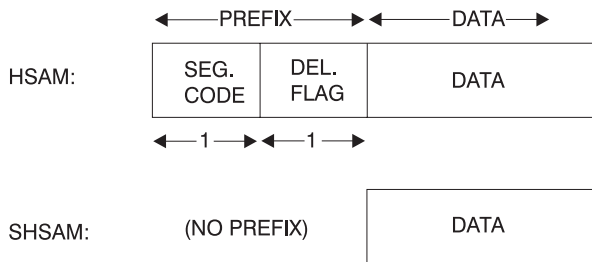 PREFIX DATA
HSAM: SEG. CODE DEL. FLAG DATA
1 1
SHSAM: (NO PREFIX) DATA